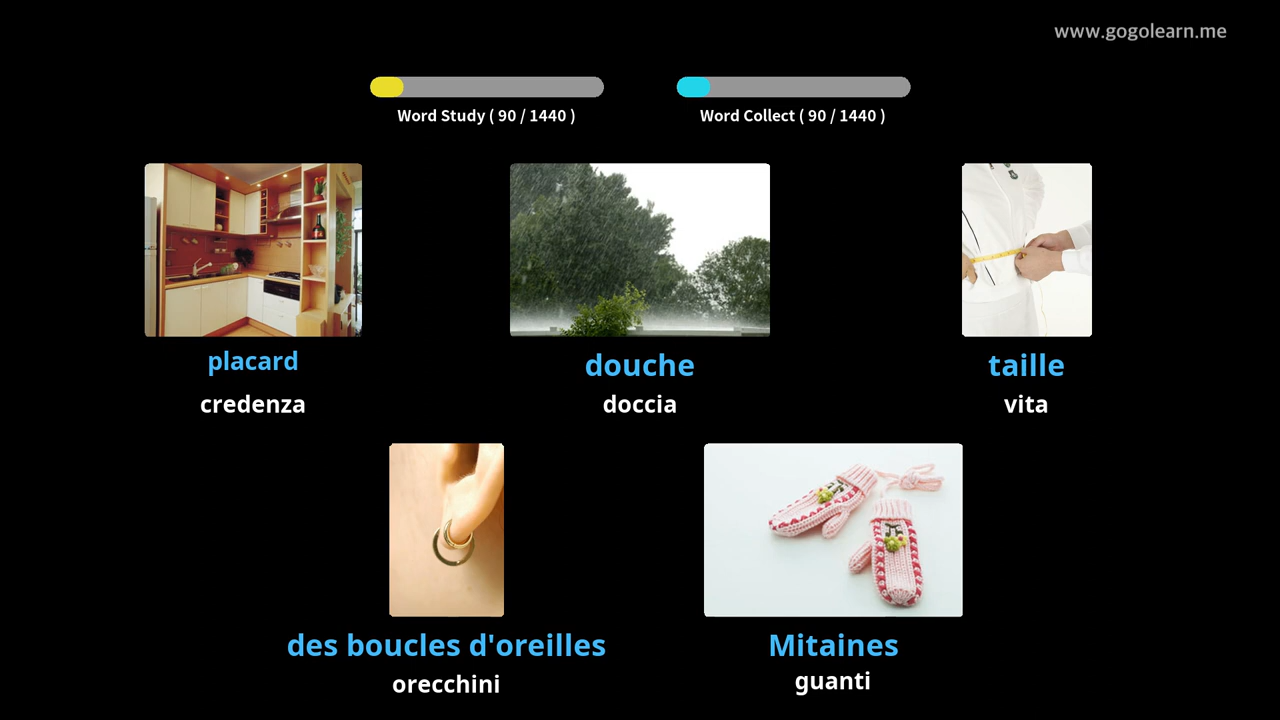 www.gogolearn.me
Word Study ( 90 / 1440 )
Word Collect ( 90 / 1440 )
placard
douche
taille
credenza
doccia
vita
des boucles d'oreilles
Mitaines
orecchini
guanti